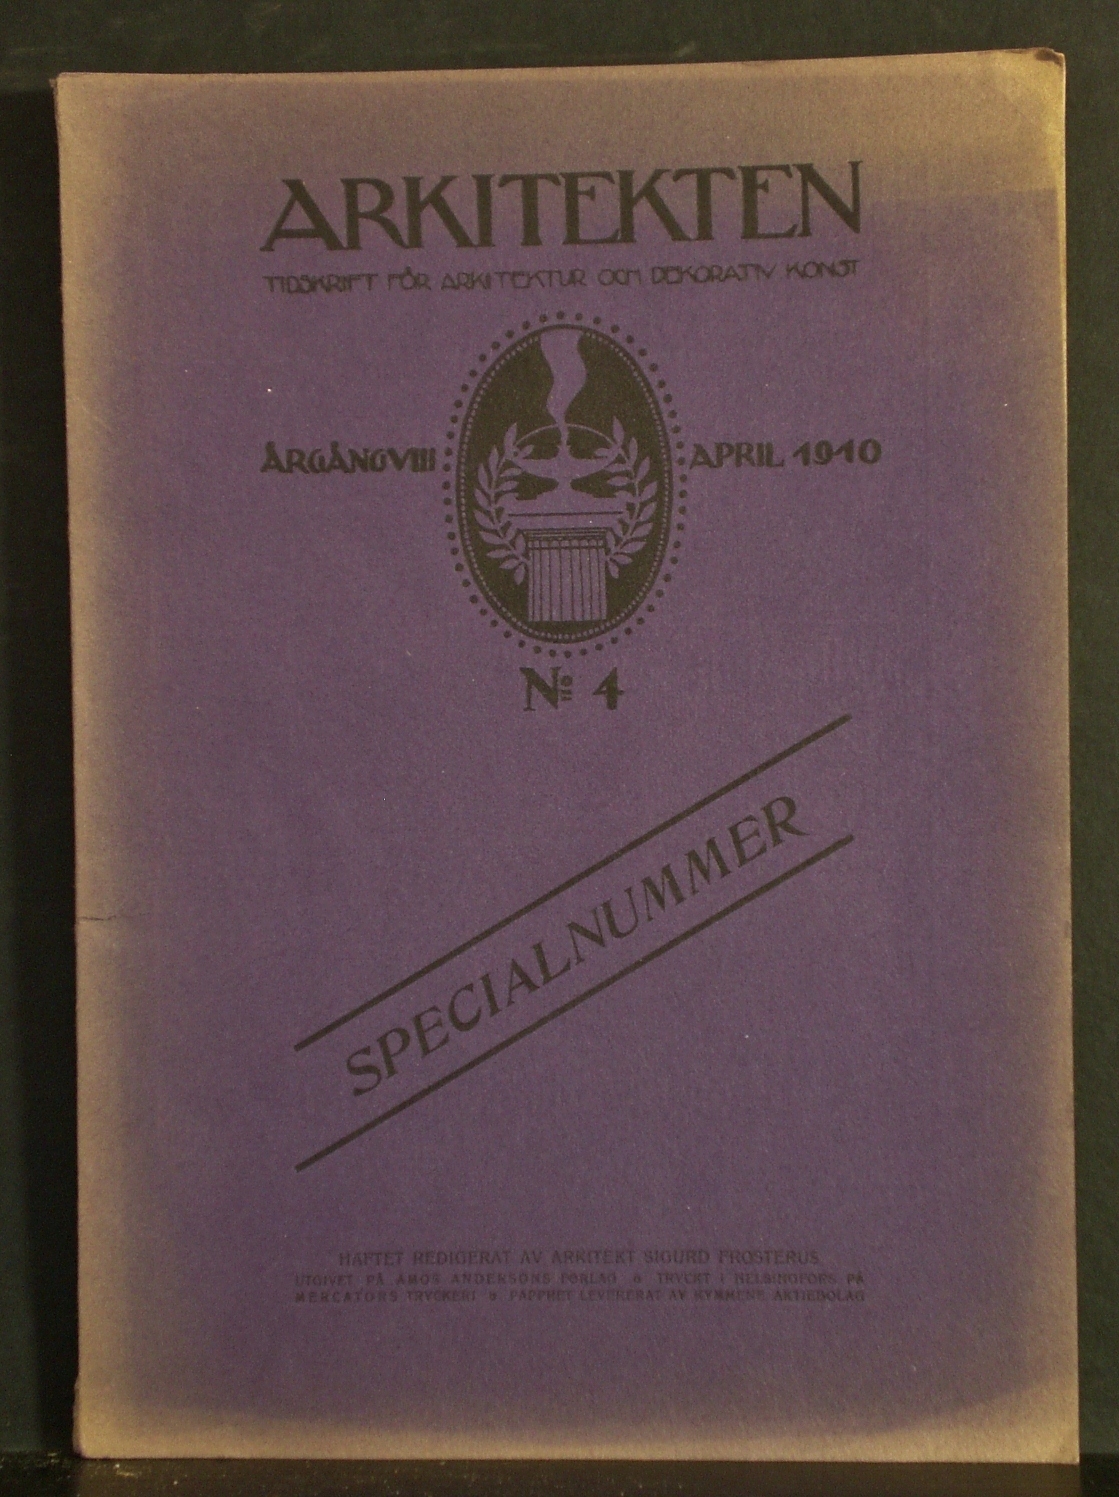 ARKITEKTEN
TIDSKRIFT FÖR ARKITEKTUR OCH DEKORATIV KONST
ÅRGÅNG VIII APRIL 1910
No 4
SPECIALNUMMER
HÄFTET REDIGERAT AV ARKITEKT SIGURD FROSTERUS
UTGIVET PÅ AMOS ANDERSONS FÖRLAG & TRYCKT I HELSINGFORS PÅ
MERCATORS TRYCKERI & PAPPRET LEVERERAT AV KYMMENE AKTIEBOLAG